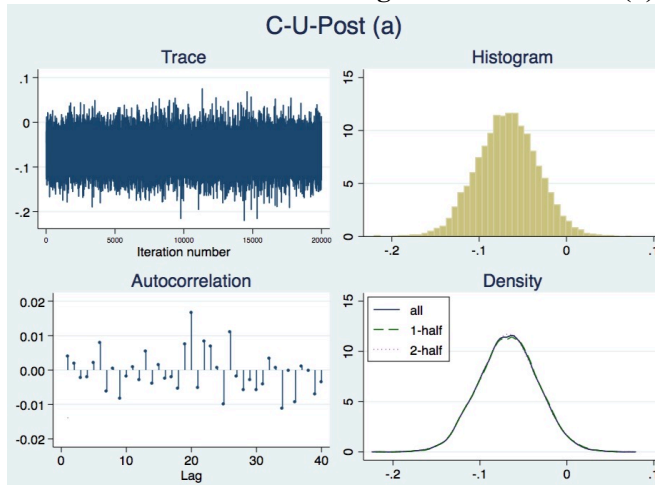 C-U-Post (a)
Trace
.1
0
-.1
-.2
0 5000 10000 15000 20000
Iteration number
Histogram
15
10
5
0
-.2 -.1 0 .1
Autocorrelation
0.02
0.01
0.00
-0.01
-0.02
0 10 20 30 40
Lag
Density
all
1-half
2-half
15
10
5
0
-.2 -.1 0 .1